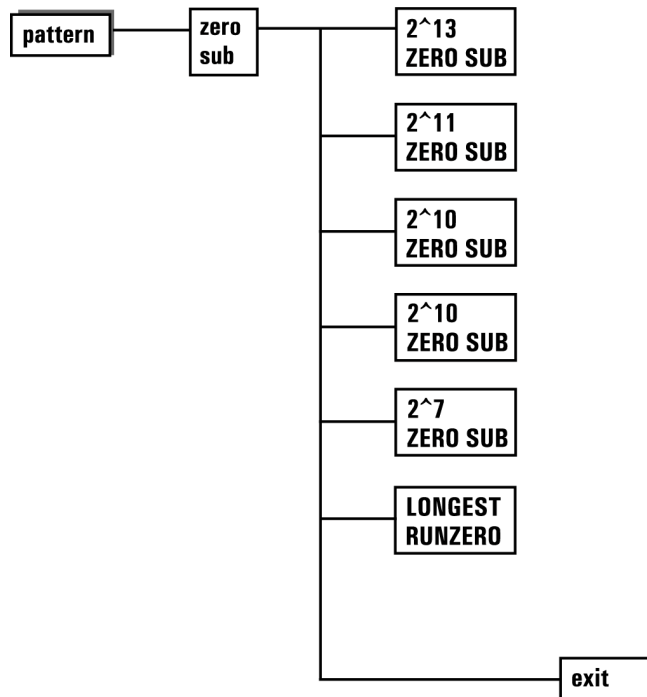 pattern
zero
sub
2^13
ZERO SUB
2^11
ZERO SUB
2^10
ZERO SUB
2^10
ZERO SUB
2^7
ZERO SUB
LONGEST
RUNZERO
exit